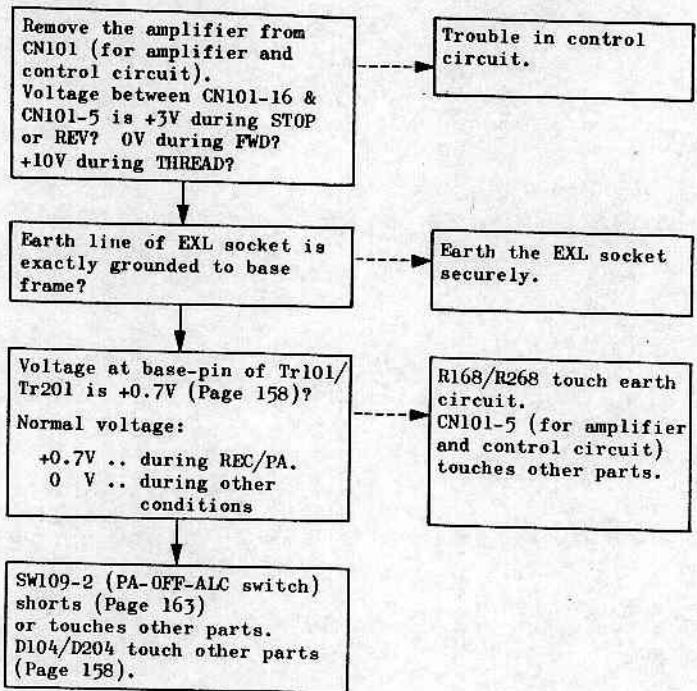 Remove the amplifier from
CN101 (for amplifier and
control circuit).
Voltage between CN101-16 &
CN101-5 is +3V during STOP
or REV?  0V during FWD?
+10V during THREAD?
Trouble in control
circuit.
Earth line of EXL socket is
exactly grounded to base
frame?
Earth the EXL socket
securely.
Voltage at base-pin of Tr101/
Tr201 is +0.7V (Page 158)?
Normal voltage:
+0.7V .. during REC/PA.
0  V .. during other
conditions
R168/R268 touch earth
circuit.
CN101-5 (for amplifier
and control circuit)
touches other parts.
SW109-2 (PA-OFF-ALC switch)
shorts (Page 163)
or touches other parts.
D104/D204 touch other parts
(Page 158).